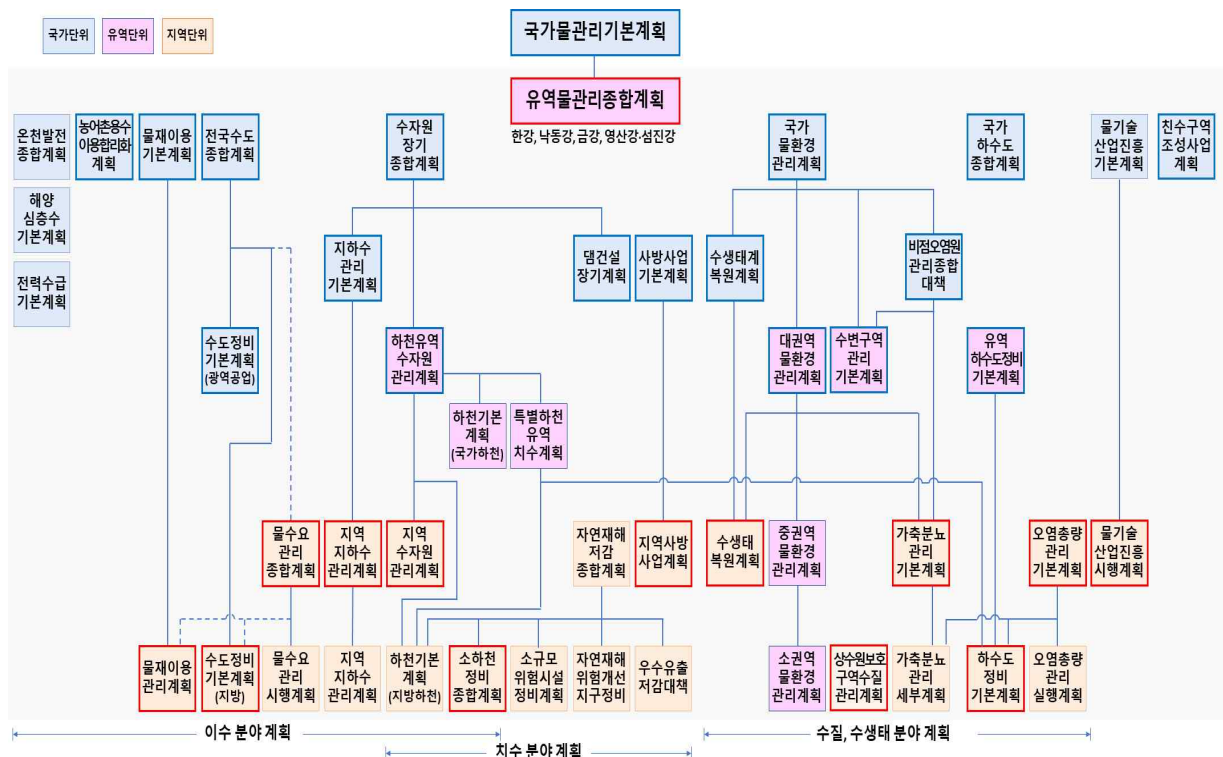 국가단위
유역단위
지역단위
국가물관리기본계획
유역물관리종합계획
한강, 낙동강, 금강, 영산강·섬진강
온천발전
종합계획
농어촌용수
이용합리화
계획
물재이용
기본계획
전국수도
종합계획
수자원
장기
종합계획
국가
물환경
관리계획
국가
하수도
종합계획
물기술
산업진흥
기본계획
친수구역
조성사업
계획
해양
심층수
기본계획
전력수급
기본계획
지하수
관리
기본계획
댐건설
장기계획
사방사업
기본계획
수생태계
복원계획
비점오염원
관리종합
대책
수도정비
기본계획
(광역공업)
하천유역
수자원
관리계획
대권역
물환경
관리계획
수변구역
관리
기본계획
유역
하수도정비
기본계획
하천기본
계획
(국가하천)
특별하천
유역
치수계획
물수요
관리
종합계획
지역
지하수
관리계획
지역
수자원
관리계획
자연재해
저감
종합계획
지역사방
사업계획
수생태
복원계획
중권역
물환경
관리계획
가축분뇨
관리
기본계획
오염총량
관리
기본계획
물기술
산업진흥
시행계획
물재이용
관리계획
수도정비
기본계획
(지방)
물수요
관리
시행계획
지역
지하수
관리계획
하천기본
계획
(지방하천)
소하천
정비
종합계획
소규모
위험시설
정비계획
자연재해
위험개선
지구정비
우수유출
저감대책
소권역
물환경
관리계획
상수원보호
구역수질
관리계획
가축분뇨
관리
세부계획
하수도
정비
기본계획
오염총량
관리
실행계획
이수 분야 계획
치수 분야 계획
수질, 수생태 분야 계획